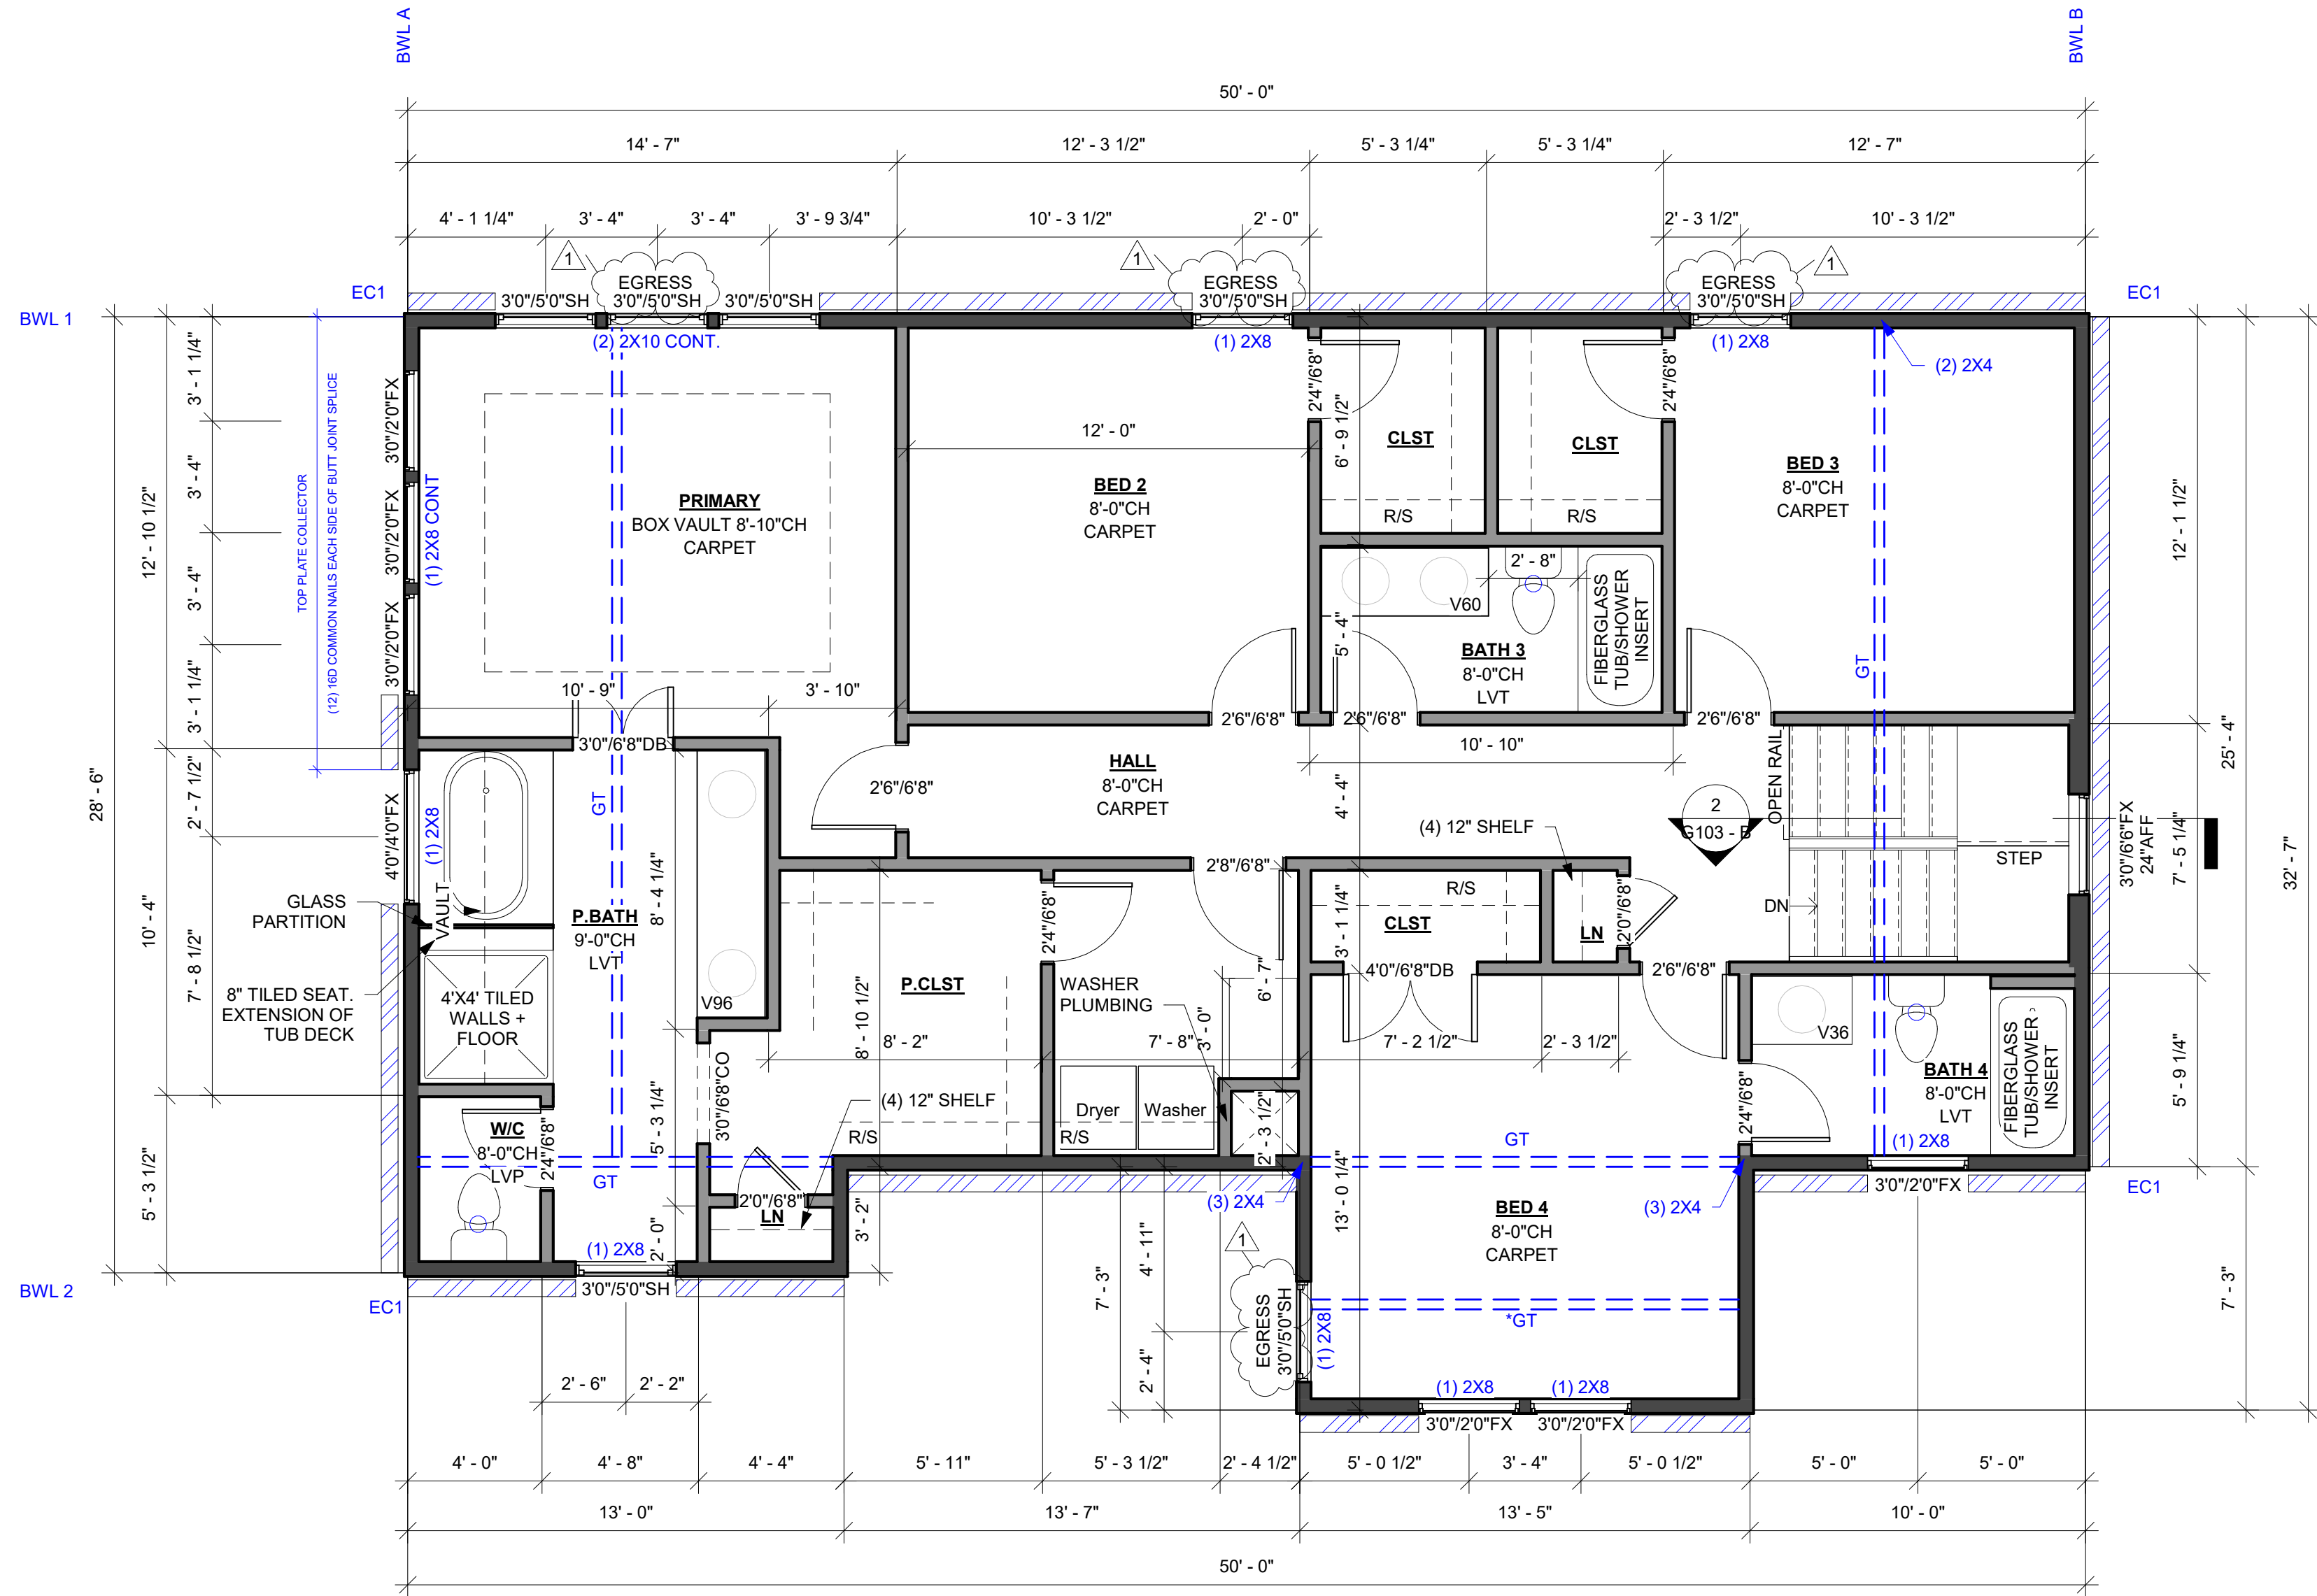 BWL A
BWL B
50' - 0"
14' - 7"
12' - 3 1/2"
5' - 3 1/4"
5' - 3 1/4"
12' - 7"
4' - 1 1/4"
3' - 4"
3' - 4"
3' - 9 3/4"
10' - 3 1/2"
2' - 0"
2' - 3 1/2"
10' - 3 1/2"
1
EGRESS
3'0"/5'0"SH
3'0"/5'0"SH
3'0"/5'0"SH
1
EGRESS
3'0"/5'0"SH
EGRESS
3'0"/5'0"SH
1
EC1
EC1
BWL 1
(2) 2X10 CONT.
(1) 2X8
(1) 2X8
(2) 2X4
28' - 6"
12' - 10 1/2"
10' - 4"
5' - 3 1/2"
3' - 1 1/4"
3' - 4"
3' - 4"
3' - 1 1/4"
2' - 7 1/2"
7' - 8 1/2"
TOP PLATE COLLECTOR
(12) 16D COMMON NAILS EACH SIDE OF BUTT JOINT SPLICE
3'0"/2'0"FX
3'0"/2'0"FX
3'0"/2'0"FX
(1) 2X8 CONT
4'0"/4'0"FX
(1) 2X8
PRIMARY
BOX VAULT 8'-10"CH
CARPET
10' - 9"
3' - 10"
3'0"/6'8"DB
12' - 0"
BED 2
8'-0"CH
CARPET
2'4"/6'8"
6' - 9 1/2"
CLST
R/S
CLST
R/S
2'4"/6'8"
BED 3
8'-0"CH
CARPET
GT
2' - 8"
V60
5' - 4"
BATH 3
8'-0"CH
LVT
FIBERGLASS
TUB/SHOWER
INSERT
2'6"/6'8"
2'6"/6'8"
2'6"/6'8"
10' - 10"
HALL
8'-0"CH
CARPET
2'6"/6'8"
4' - 4"
(4) 12" SHELF
2
G103 - B
OPEN RAIL
STEP
DN
3'0"/6'6"FX
24"AFF
12' - 1 1/2"
7' - 5 1/4"
5' - 9 1/4"
25' - 4"
7' - 3"
32' - 7"
GT
GLASS
PARTITION
VAULT
P.BATH
9'-0"CH
LVT
8' - 4 1/4"
V96
8" TILED SEAT.
EXTENSION OF
TUB DECK
4'X4' TILED
WALLS +
FLOOR
P.CLST
8' - 10 1/2"
8' - 2"
R/S
2'4"/6'8"
2'8"/6'8"
WASHER
PLUMBING
6' - 7"
3' - 0"
7' - 8"
Dryer
Washer
R/S
2' - 3 1/2"
R/S
CLST
3' - 1 1/4"
4'0"/6'8"DB
LN
2'0"/6'8"
2'6"/6'8"
7' - 2 1/2"
2' - 3 1/2"
V36
BATH 4
8'-0"CH
LVT
(1) 2X8
FIBERGLASS
TUB/SHOWER
INSERT
2'4"/6'8"
W/C
8'-0"CH
LVP
2'4"/6'8"
GT
5' - 3 1/4"
3'0"/6'8"CO
(4) 12" SHELF
2'0"/6'8"
LN
2' - 0"
3' - 2"
(1) 2X8
3'0"/5'0"SH
BWL 2
EC1
(3) 2X4
GT
13' - 0 1/4"
BED 4
8'-0"CH
CARPET
(3) 2X4
3'0"/2'0"FX
EC1
1
EGRESS
3'0"/5'0"SH
(1) 2X8
*GT
7' - 3"
4' - 11"
2' - 4"
(1) 2X8
(1) 2X8
3'0"/2'0"FX
3'0"/2'0"FX
2' - 6"
2' - 2"
4' - 0"
4' - 8"
4' - 4"
5' - 11"
5' - 3 1/2"
2' - 4 1/2"
5' - 0 1/2"
3' - 4"
5' - 0 1/2"
5' - 0"
5' - 0"
13' - 0"
13' - 7"
13' - 5"
10' - 0"
50' - 0"